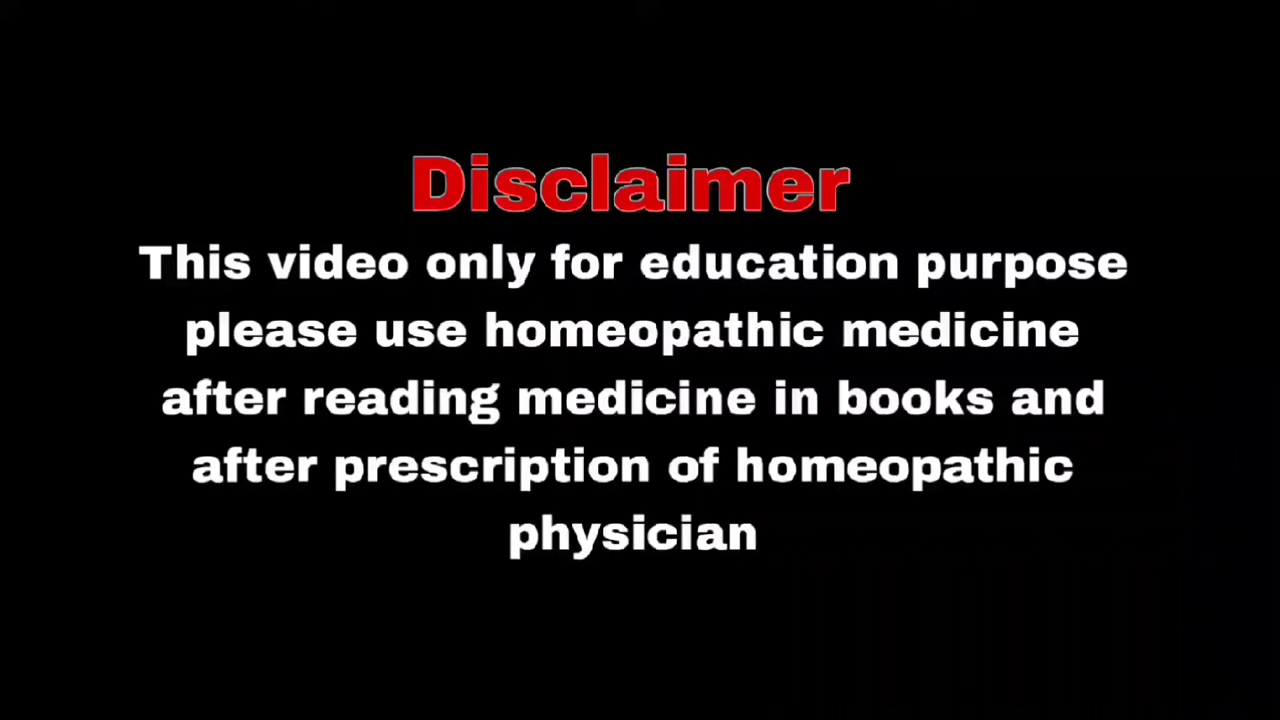 Disclaimer
This video only for education purpose
please use homeopathic medicine
after reading medicine in books and
after prescription of homeopathic
physician